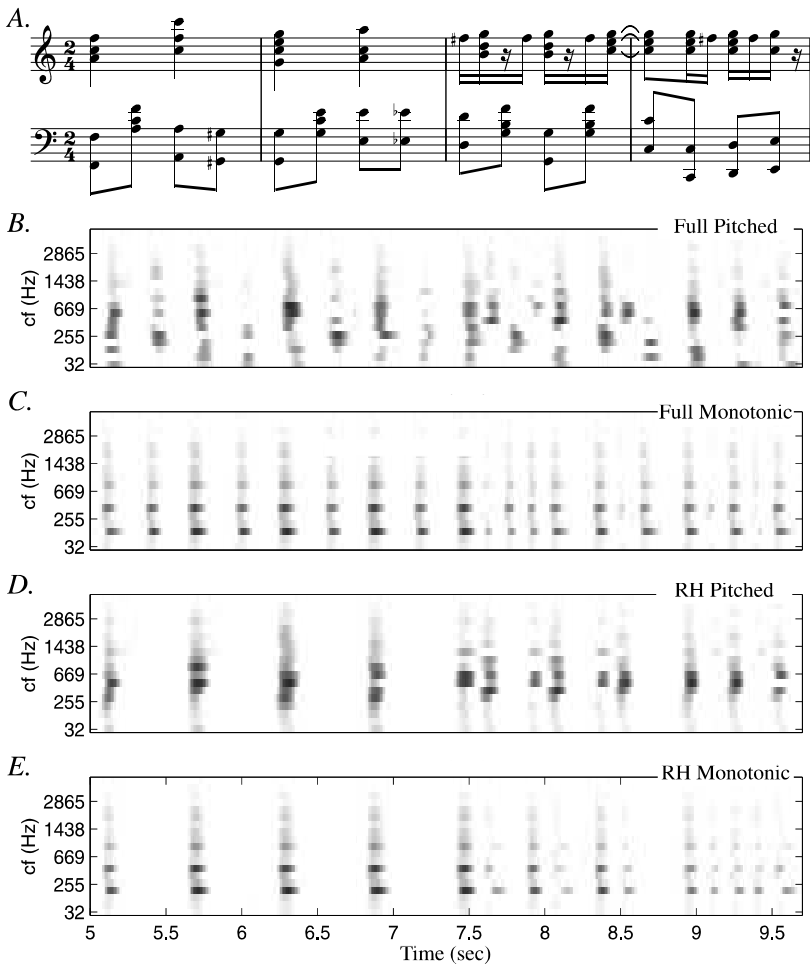 A.
2
4
2
4
B.
Full Pitched
cf (Hz)
2865
1438
669
255
32
C.
Full Monotonic
cf (Hz)
2865
1438
669
255
32
D.
RH Pitched
cf (Hz)
2865
1438
669
255
32
E.
RH Monotonic
cf (Hz)
2865
1438
669
255
32
5 5.5 6 6.5 7 7.5 8 8.5 9 9.5
Time (sec)